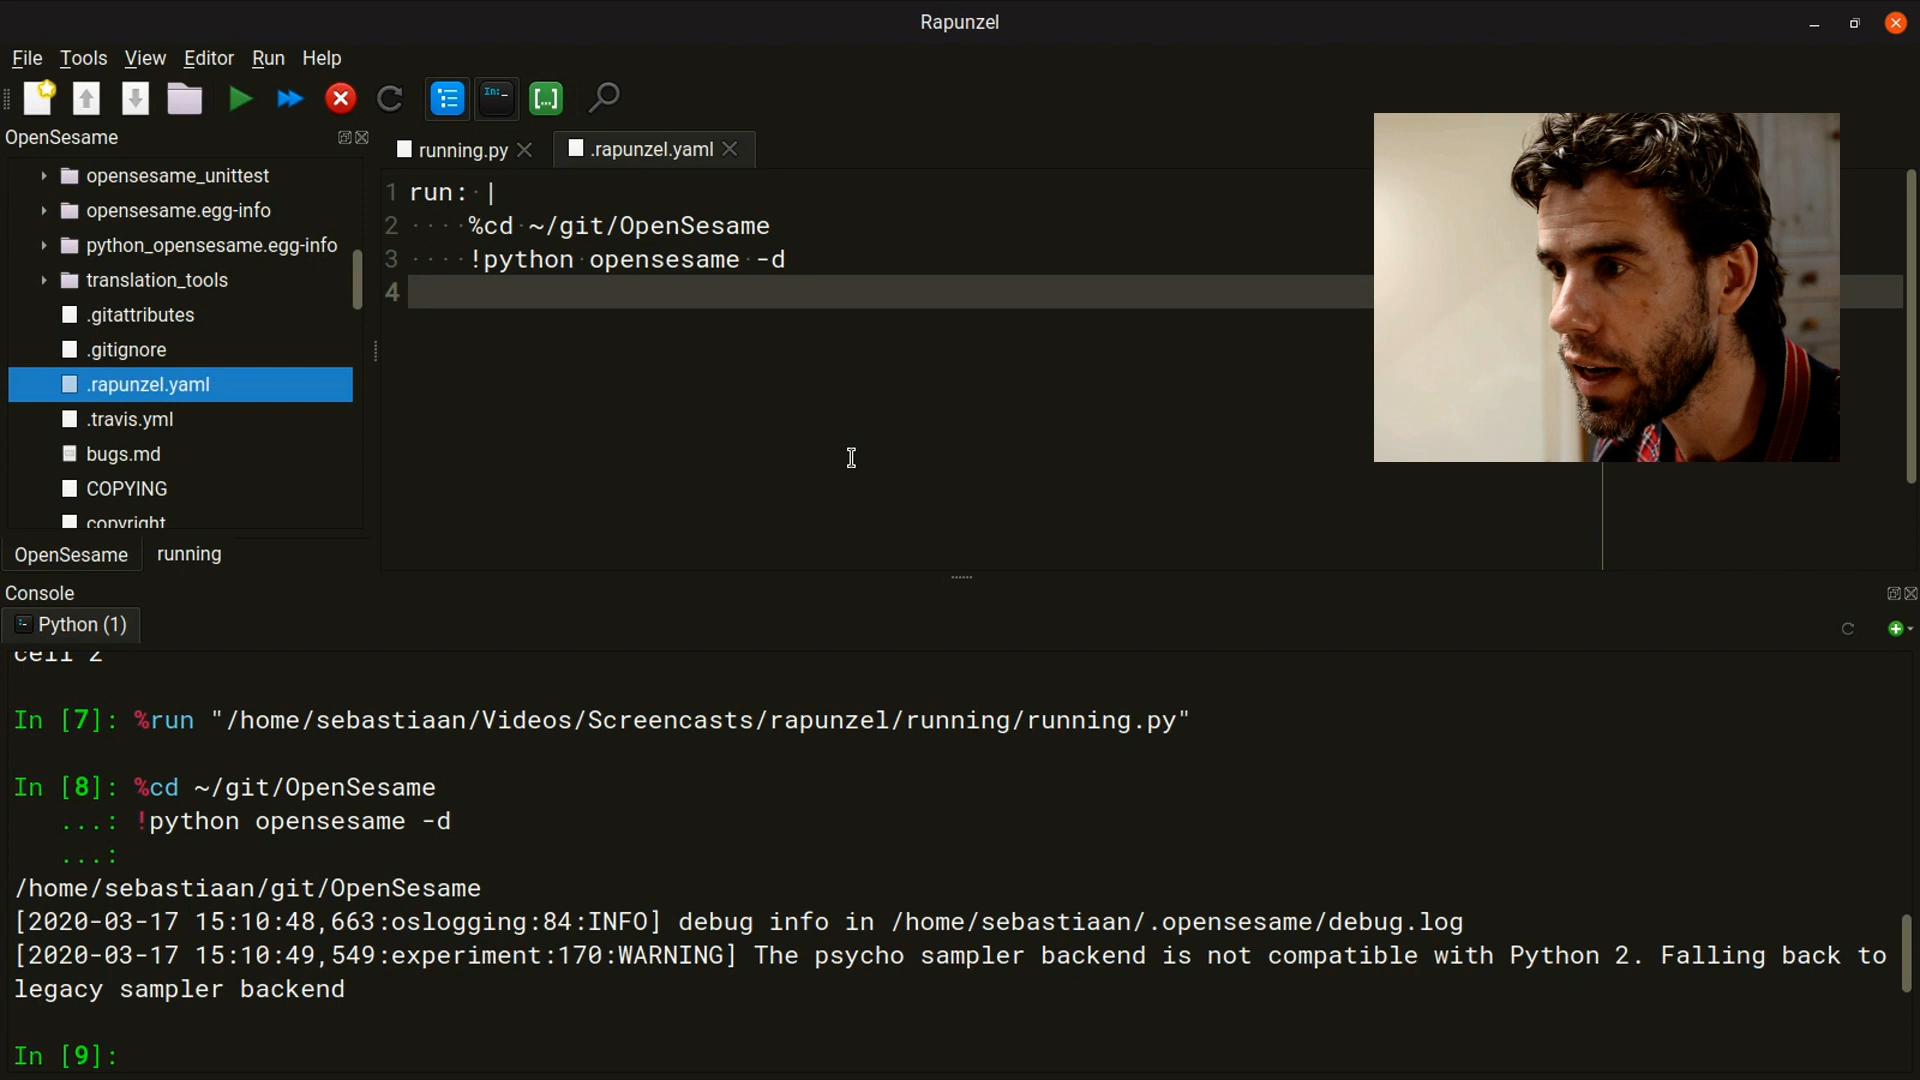 Rapunzel
File Tools View Editor Run Help
In:
[...]
OpenSesame
opensesame_unittest
opensesame.egg-info
python_opensesame.egg-info
translation_tools
.gitattributes
.gitignore
.rapunzel.yaml
.travis.yml
bugs.md
COPYING
copyright
OpenSesame running
running.py .rapunzel.yaml
1 run: |
2 %cd ~/git/OpenSesame
3 !python opensesame -d
4
Console
Python (1)
cell 2
In [7]: %run "/home/sebastiaan/Videos/Screencasts/rapunzel/running/running.py"
In [8]: %cd ~/git/OpenSesame
...: !python opensesame -d
...:
/home/sebastiaan/git/OpenSesame
[2020-03-17 15:10:48,663:oslogging:84:INFO] debug info in /home/sebastiaan/.opensesame/debug.log
[2020-03-17 15:10:49,549:experiment:170:WARNING] The psycho sampler backend is not compatible with Python 2. Falling back to
legacy sampler backend
In [9]: